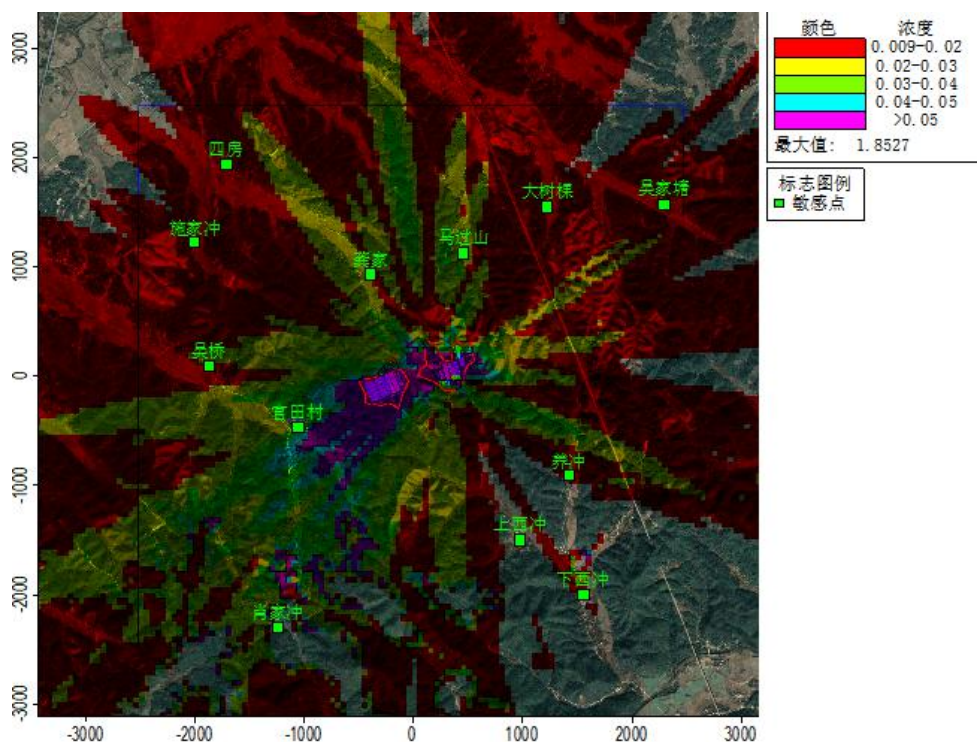 颜色 浓度
0.009-0.02
0.02-0.03
0.03-0.04
0.04-0.05
>0.05
最大值: 1.8527
标志图例
敏感点
3000
2000
1000
0
-1000
-2000
-3000
四房
大树棵
吴家塘
施家冲
马过山
龚家
吴桥
官田村
养冲
上西冲
下西冲
肖家冲
-3000 -2000 -1000 0 1000 2000 3000